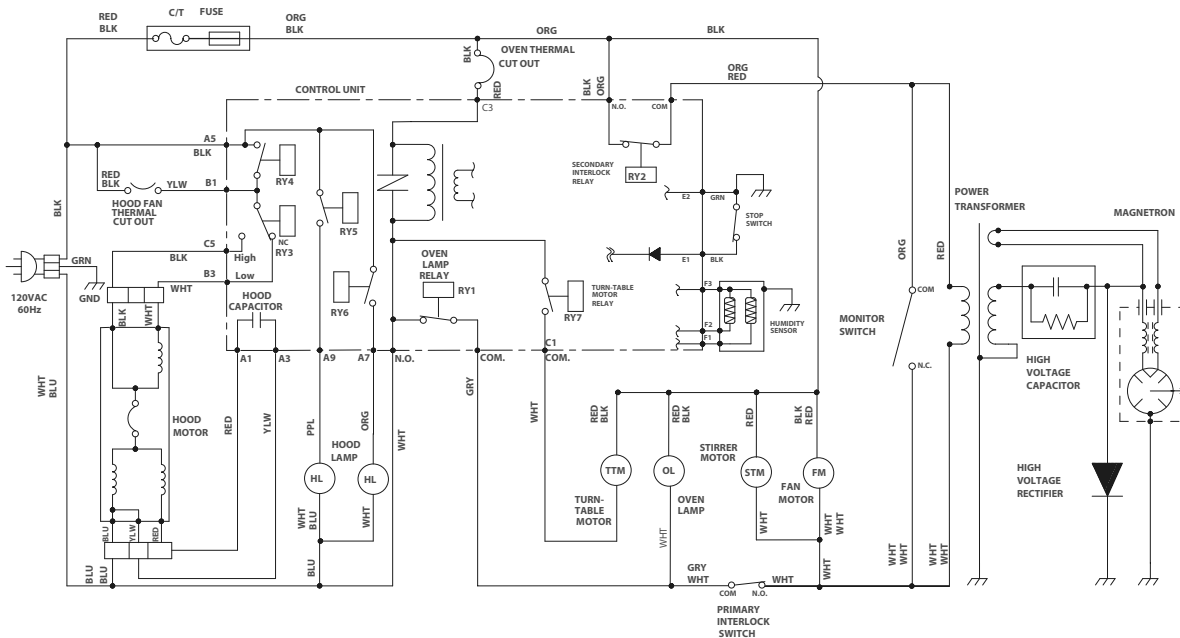 C/T
FUSE
RED
BLK
ORG
BLK
ORG
BLK
BLK
OVEN THERMAL
CUT OUT
RED
BLK
ORG
ORG
RED
CONTROL UNIT
C3
N.O.
COM
A5
BLK
RY4
RED
BLK
YLW
B1
HOOD FAN
THERMAL
CUT OUT
BLK
RY5
SECONDARY
INTERLOCK
RELAY
RY2
E2
GRN
STOP
SWITCH
POWER
TRANSFORMER
MAGNETRON
NC
RY3
C5
High
BLK
GRN
GND
120VAC
60Hz
B3
Low
WHT
HOOD
CAPACITOR
OVEN
LAMP
RELAY
RY1
RY6
TURN-TABLE
MOTOR
RELAY
RY7
E1
BLK
F3
F2
F1
HUMIDITY
SENSOR
ORG
RED
COM
MONITOR
SWITCH
N.C.
HIGH
VOLTAGE
CAPACITOR
BLK
WHT
A1
A3
A9
A7
N.O.
COM.
C1
COM.
WHT
BLU
HOOD
MOTOR
RED
YLW
PPL
ORG
HOOD
LAMP
WHT
GRY
WHT
RED
BLK
RED
BLK
RED
BLK
RED
STIRRER
MOTOR
HL
HL
TTM
OL
STM
FM
TURN-
TABLE
MOTOR
OVEN
LAMP
FAN
MOTOR
HIGH
VOLTAGE
RECTIFIER
WHT
BLU
WHT
WHT
WHT
WHT
WHT
BLU
YLW
RED
BLU
BLU
BLU
GRY
WHT
WHT
WHT
WHT
WHT
WHT
WHT
COM
N.O.
PRIMARY
INTERLOCK
SWITCH